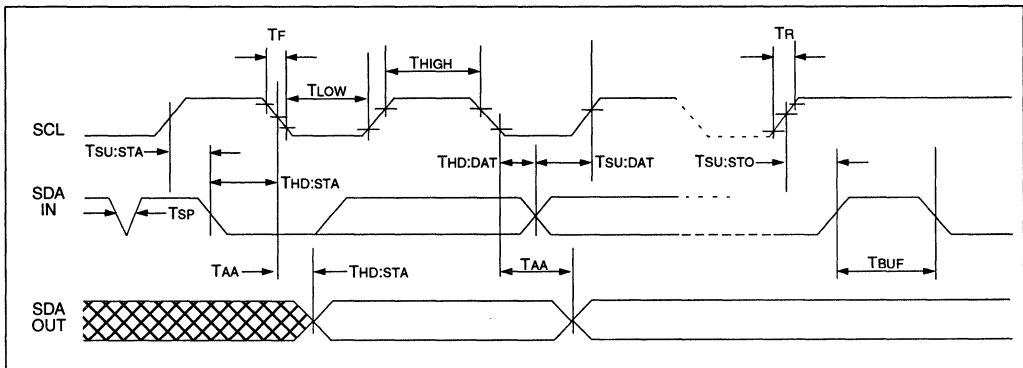 TF
TR
THIGH
TLOW
SCL
TSU:STA
THD:DAT
TSU:DAT
TSU:STO
THD:STA
SDA
IN
TSP
TAA
THD:STA
TAA
TBUF
SDA
OUT